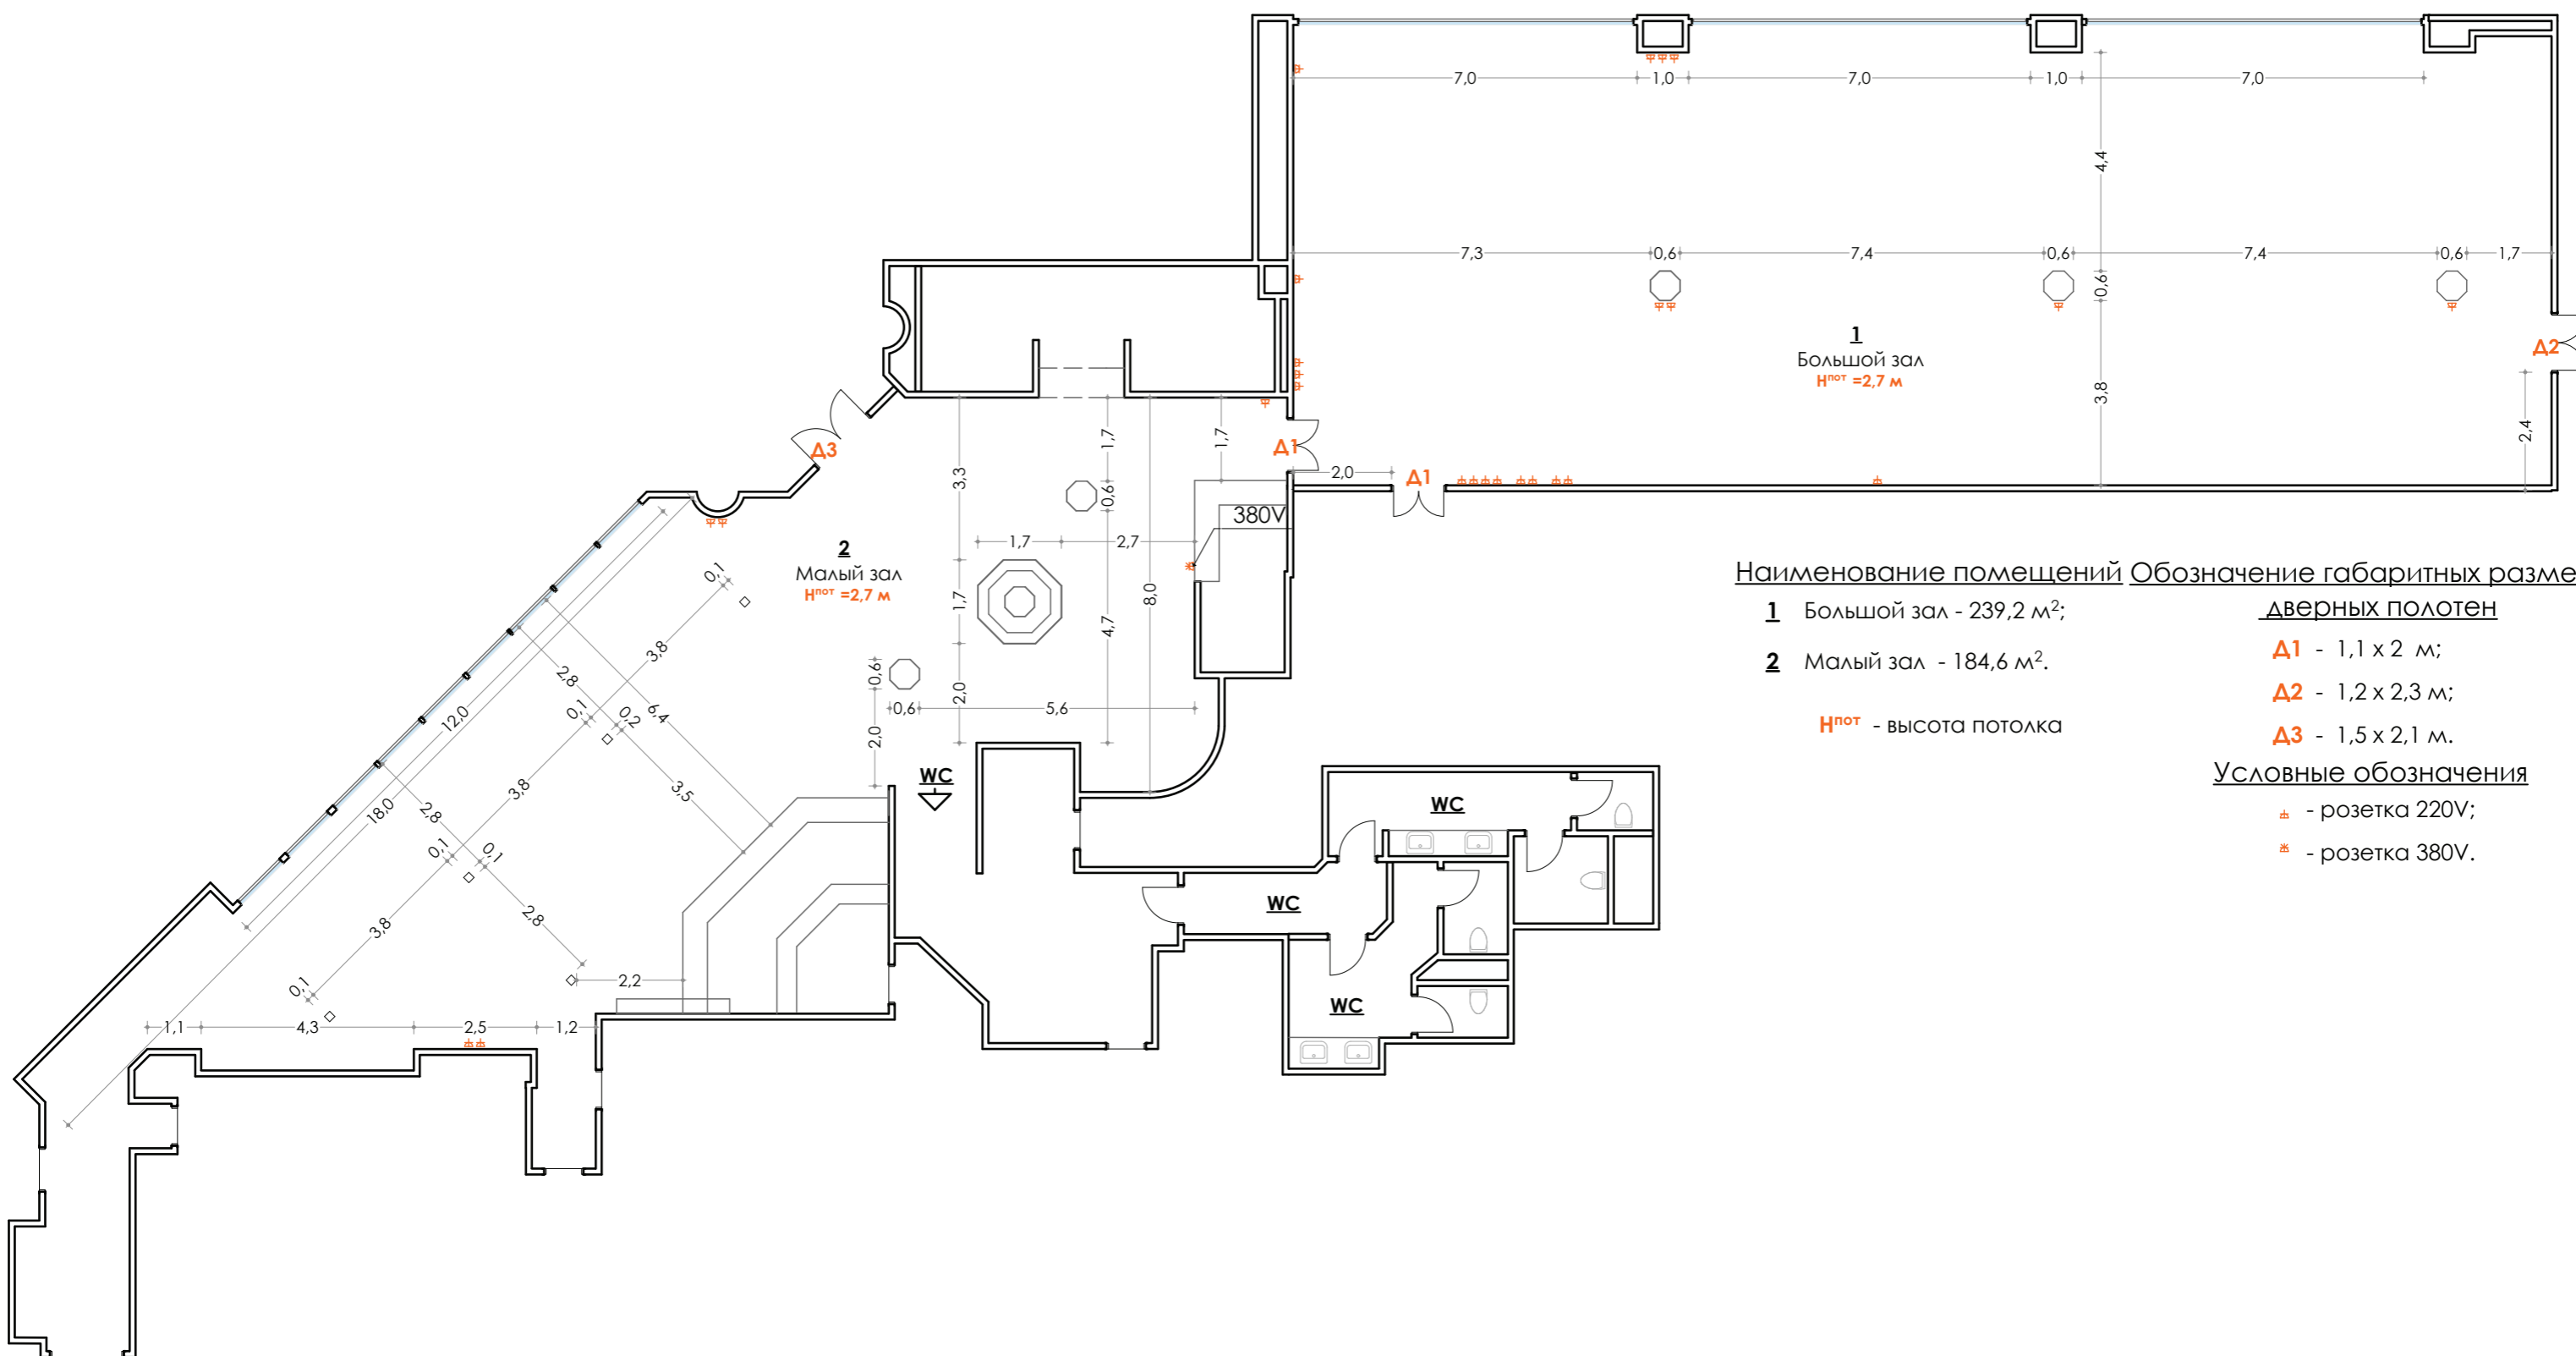 7,0 1,0 7,0 1,0 7,0
4,4
7,3 0,6 7,4 0,6 7,4 0,6 1,7
0,6
1
Большой зал
Нпот =2,7 м
3,8
Д2
2,4
Д1
2,0
Д1
Д3
3,3
1,7
0,6
1,7
380V
2
Малый зал
Нпот =2,7 м
1,7 2,7
1,7
8,0
4,7
0,6
2,0
0,6 5,6
2,0
0,1
3,8
2,8
6,4
0,1
0,2
12,0
18,0
3,8
3,5
2,8
0,1
0,1
3,8
2,8
0,1
2,2
1,1 4,3 2,5 1,2
WC
WC
WC
WC
Наименование помещений
1 Большой зал - 239,2 м²;
2 Малый зал - 184,6 м².
Нпот - высота потолка
Обозначение габаритных разме
дверных полотен
Д1 - 1,1 х 2 м;
Д2 - 1,2 х 2,3 м;
Д3 - 1,5 х 2,1 м.
Условные обозначения
- розетка 220V;
- розетка 380V.